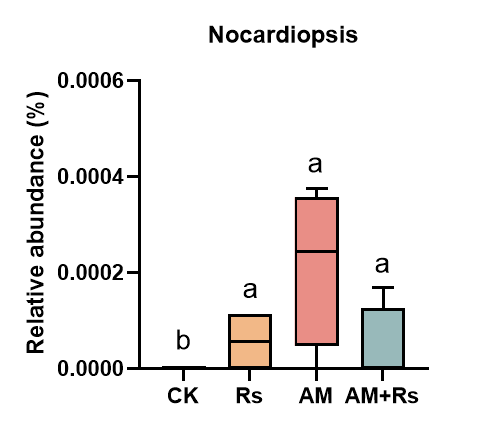 Nocardiopsis
Relative abundance (%)
0.0006
0.0004
0.0002
0.0000
b
a
a
a
CK
Rs
AM
AM+Rs